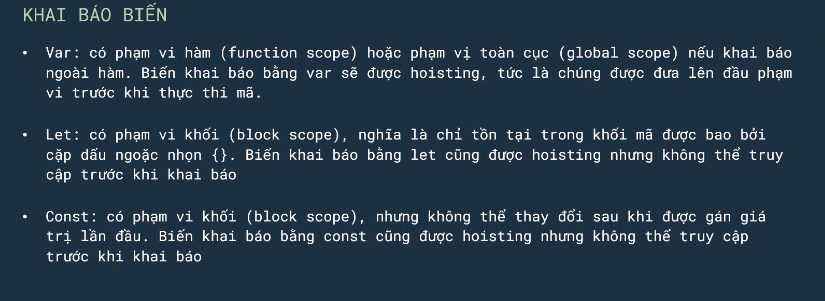 KHAI BÁO BIẾN
• Var: có phạm vi hàm (function scope) hoặc phạm vị toàn cục (global scope) nếu khai báo
ngoài hàm. Biến khai báo bằng var sẽ được hoisting, tức là chúng được đưa lên đầu phạm
vi trước khi thực thi mã.
• Let: có phạm vi khối (block scope), nghĩa là chỉ tồn tại trong khối mã được bao bởi
cặp dấu ngoặc nhọn {}. Biến khai báo bằng let cũng được hoisting nhưng không thể truy
cập trước khi khai báo
• Const: có phạm vi khối (block scope), nhưng không thể thay đổi sau khi được gán giá
trị lần đầu. Biến khai báo bằng const cũng được hoisting nhưng không thể truy cập
trước khi khai báo